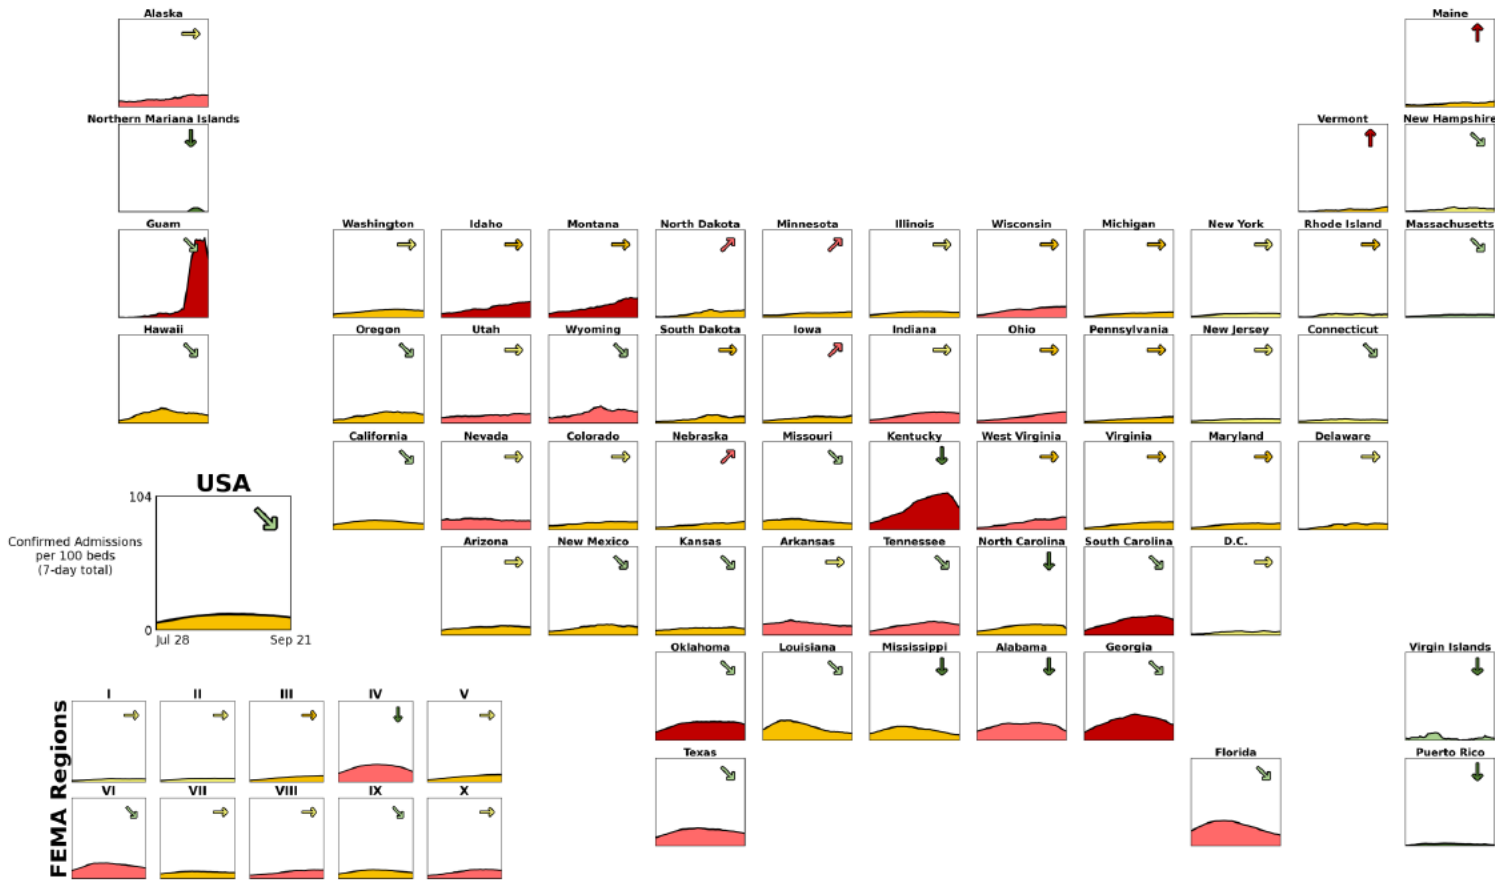 Alaska
Maine
Northern Mariana Islands
Vermont
New Hampshire
Guam
Washington
Idaho
Montana
North Dakota
Minnesota
Illinois
Wisconsin
Michigan
New York
Rhode Island
Massachusetts
Hawaii
Oregon
Utah
Wyoming
South Dakota
Iowa
Indiana
Ohio
Pennsylvania
New Jersey
Connecticut
California
Nevada
Colorado
Nebraska
Missouri
Kentucky
West Virginia
Virginia
Maryland
Delaware
USA
104
Confirmed Admissions
per 100 beds
(7-day total)
0
Jul 28
Sep 21
Arizona
New Mexico
Kansas
Arkansas
Tennessee
North Carolina
South Carolina
D.C.
Oklahoma
Louisiana
Mississippi
Alabama
Georgia
Virgin Islands
Texas
Florida
Puerto Rico
FEMA Regions
I
II
III
IV
V
VI
VII
VIII
IX
X